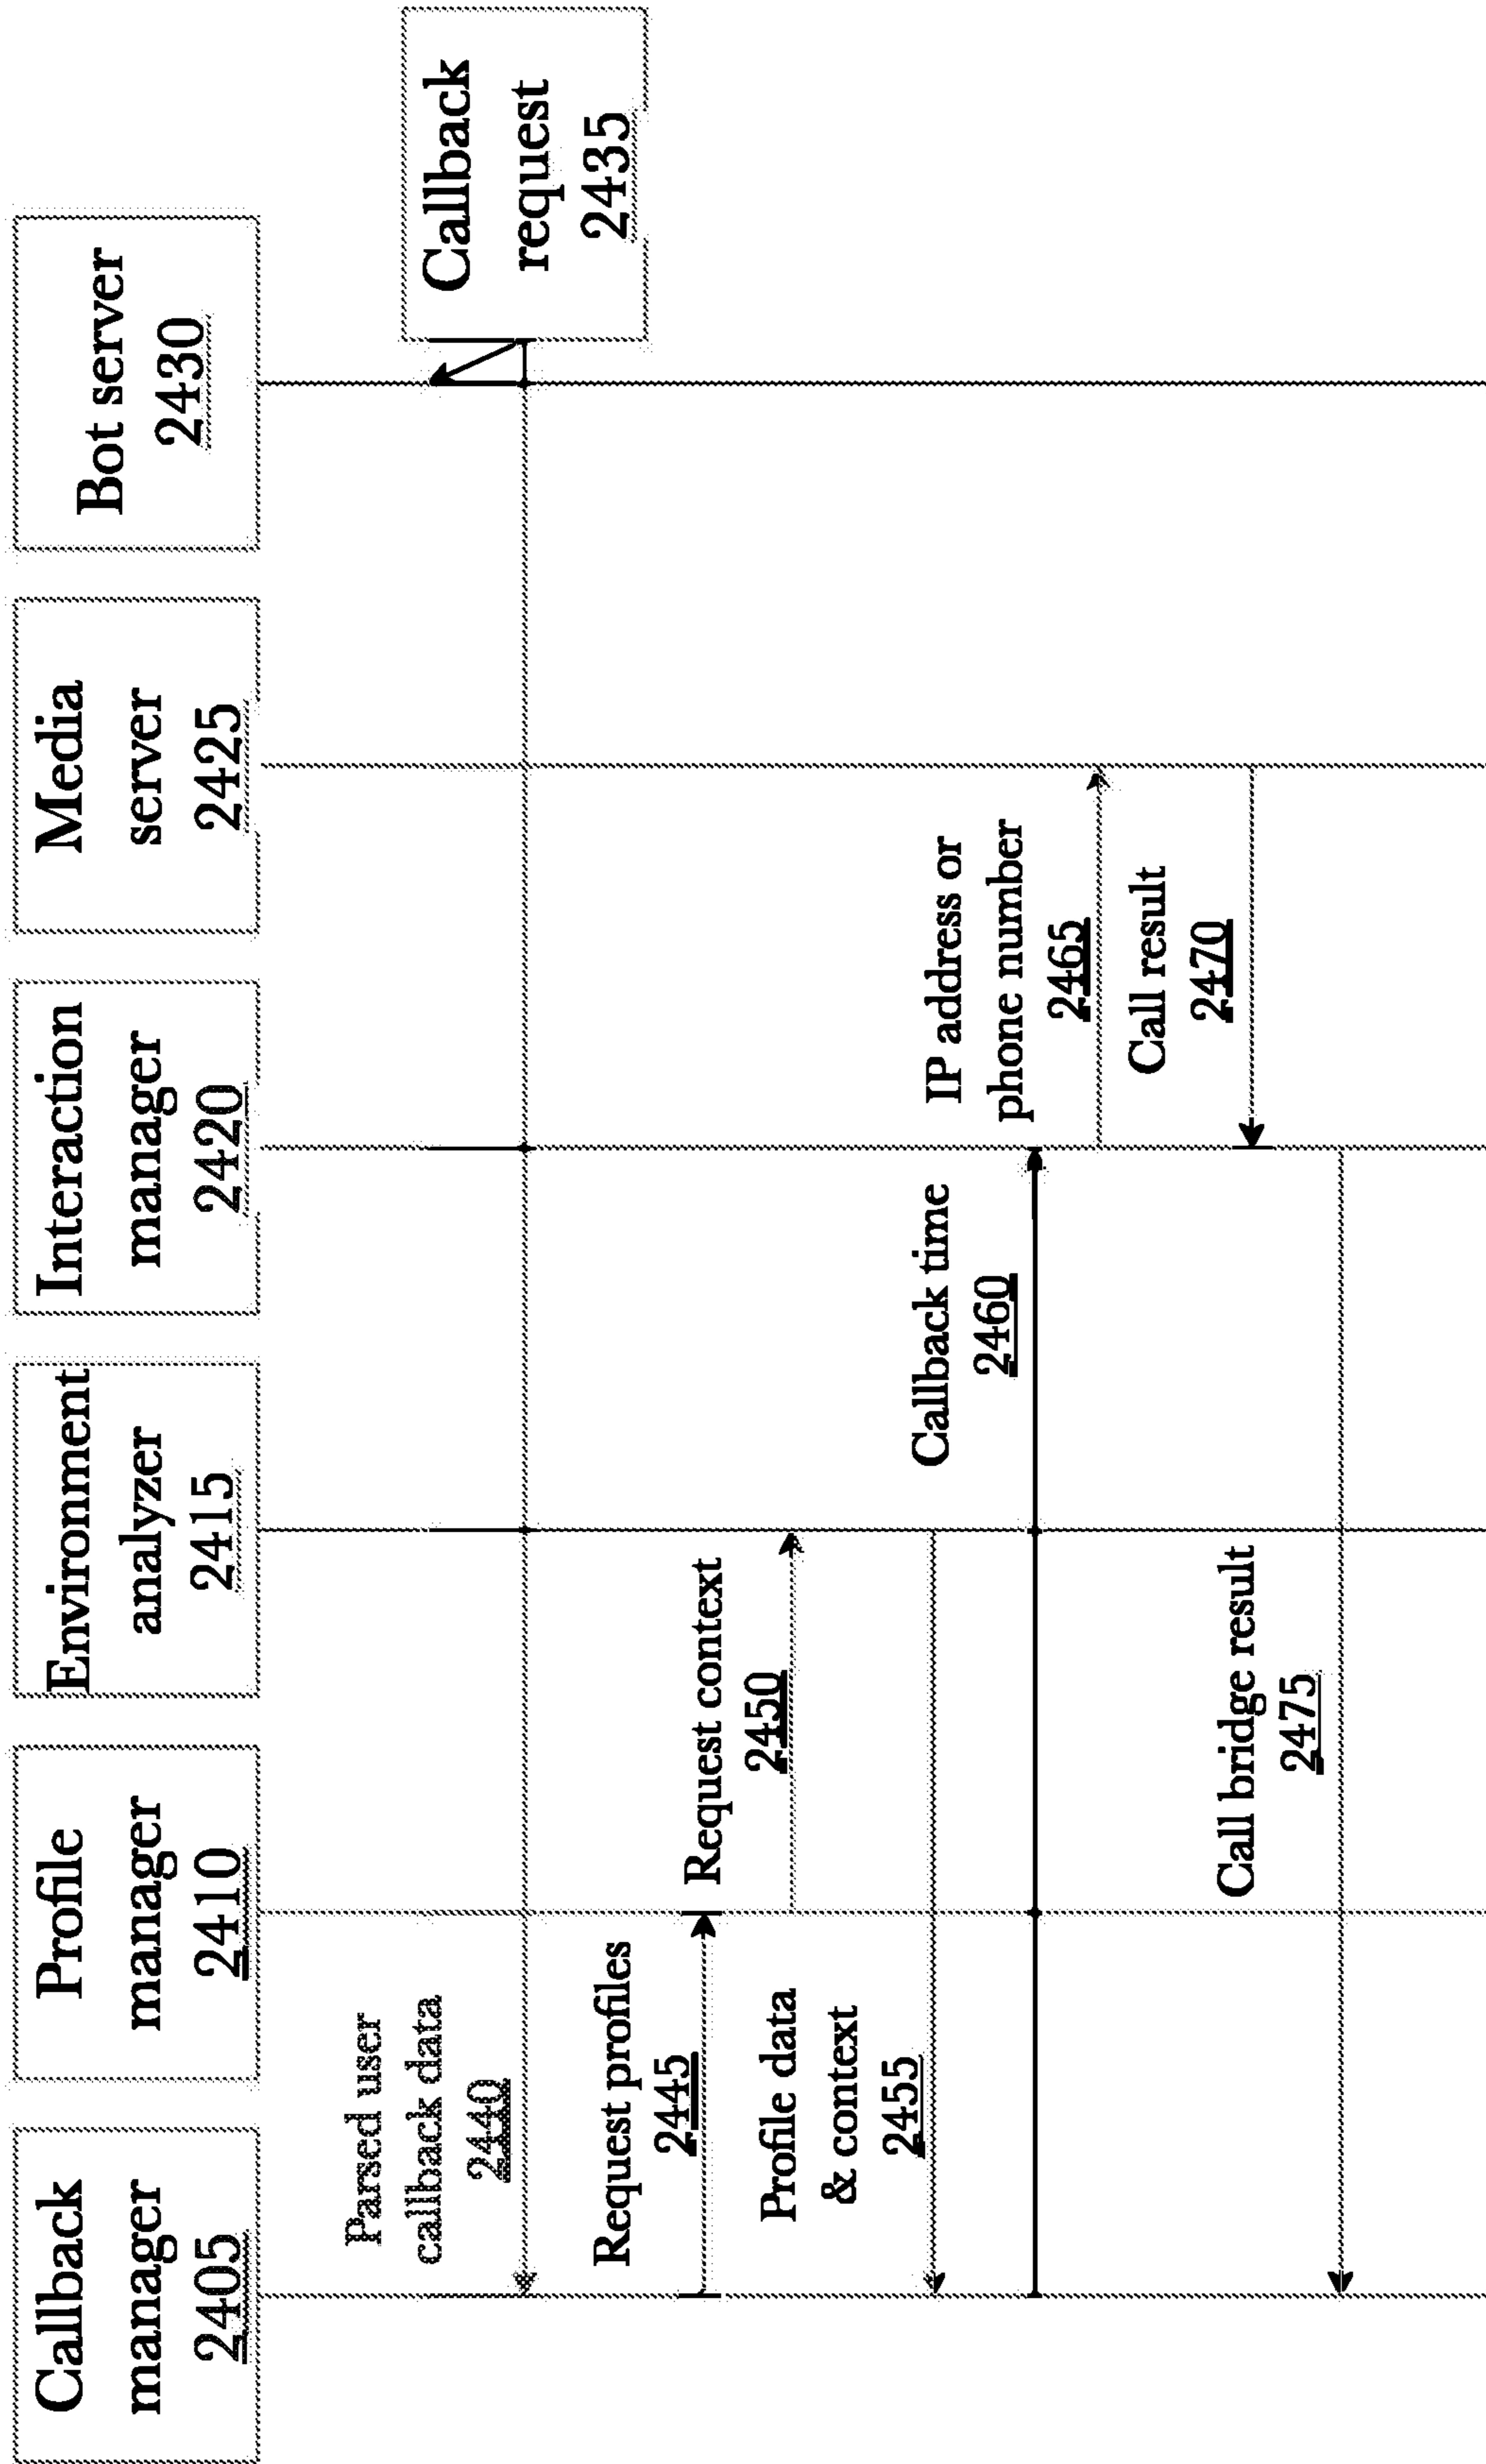 Callback
manager
2405
Profile
manager
2410
Environment
analyzer
2415
Interaction
manager
2420
Media
server
2425
Bot server
2430
Callback
request
2435
Parsed user
callback data
2440
Request profiles
2445
Request context
2450
Profile data
& context
2455
Callback time
2460
IP address or
phone number
2465
Call result
2470
Call bridge result
2475